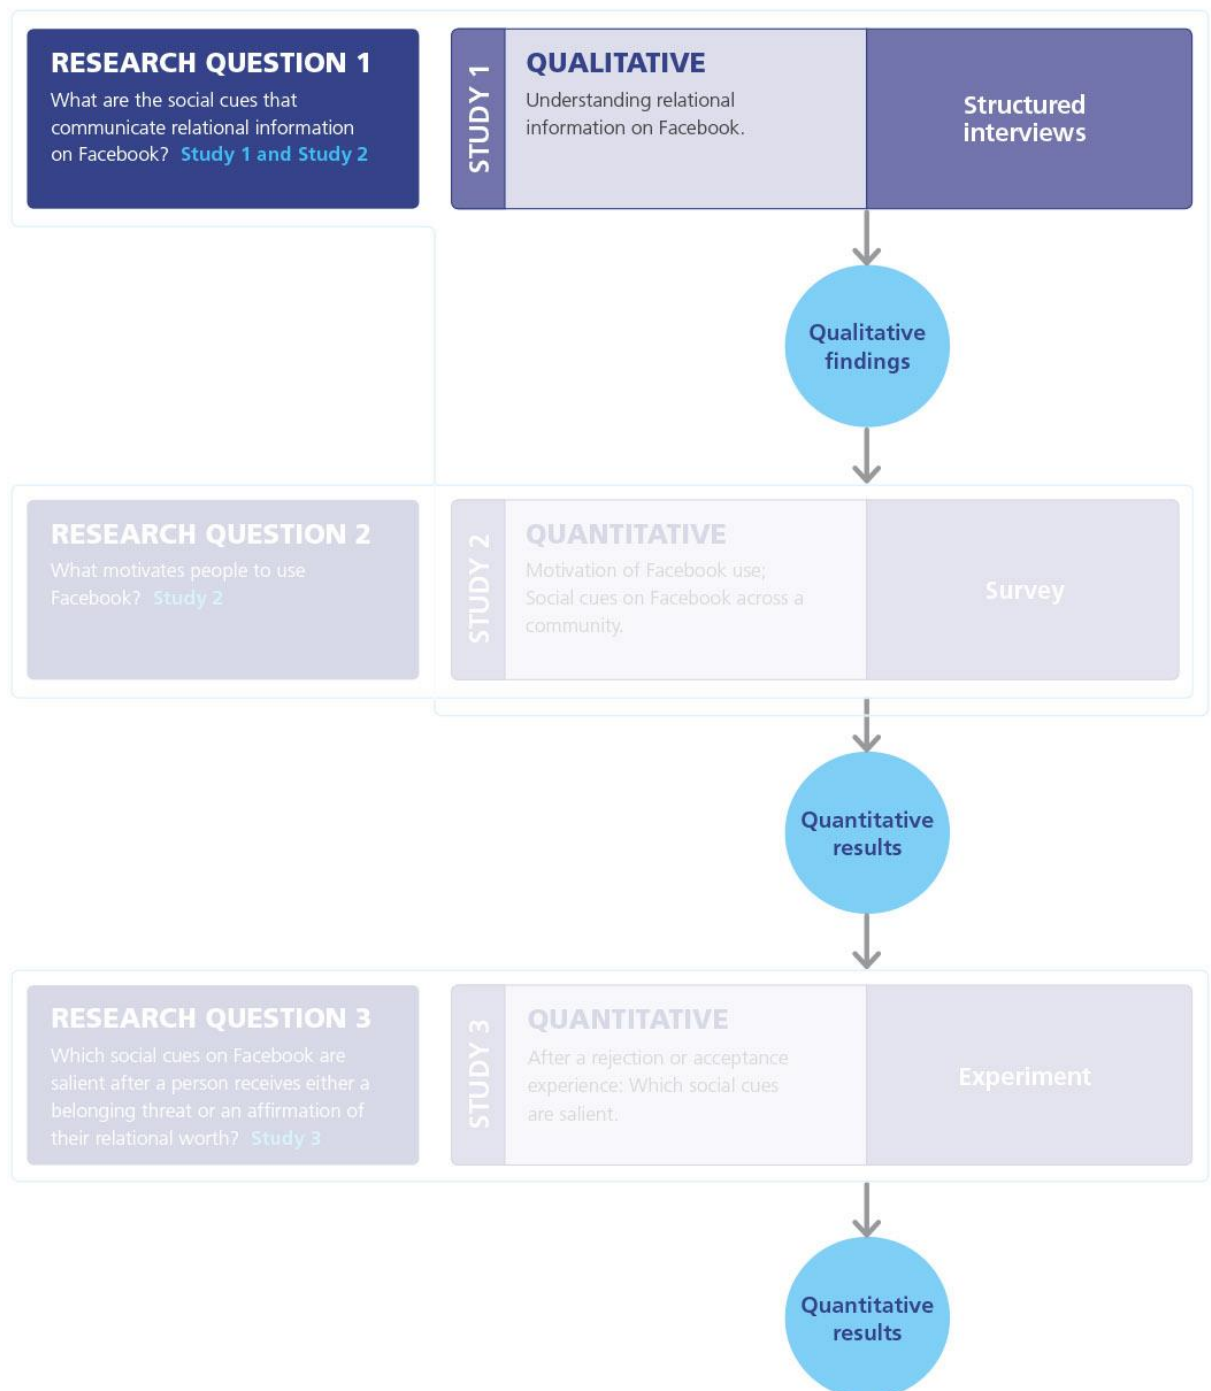 RESEARCH QUESTION 1
What are the social cues that
communicate relational information
on Facebook? Study 1 and Study 2
STUDY 1
QUALITATIVE
Understanding relational
information on Facebook.
Structured
interviews
Qualitative
findings
RESEARCH QUESTION 2
What motivates people to use
Facebook? Study 2
STUDY 2
QUANTITATIVE
Motivation of Facebook use;
Social cues on Facebook across a
community.
Survey
Quantitative
results
RESEARCH QUESTION 3
Which social cues on Facebook are
salient after a person receives either a
belonging threat or an affirmation of
their relational worth? Study 3
STUDY 3
QUANTITATIVE
After a rejection or acceptance
experience: Which social cues
are salient.
Experiment
Quantitative
results